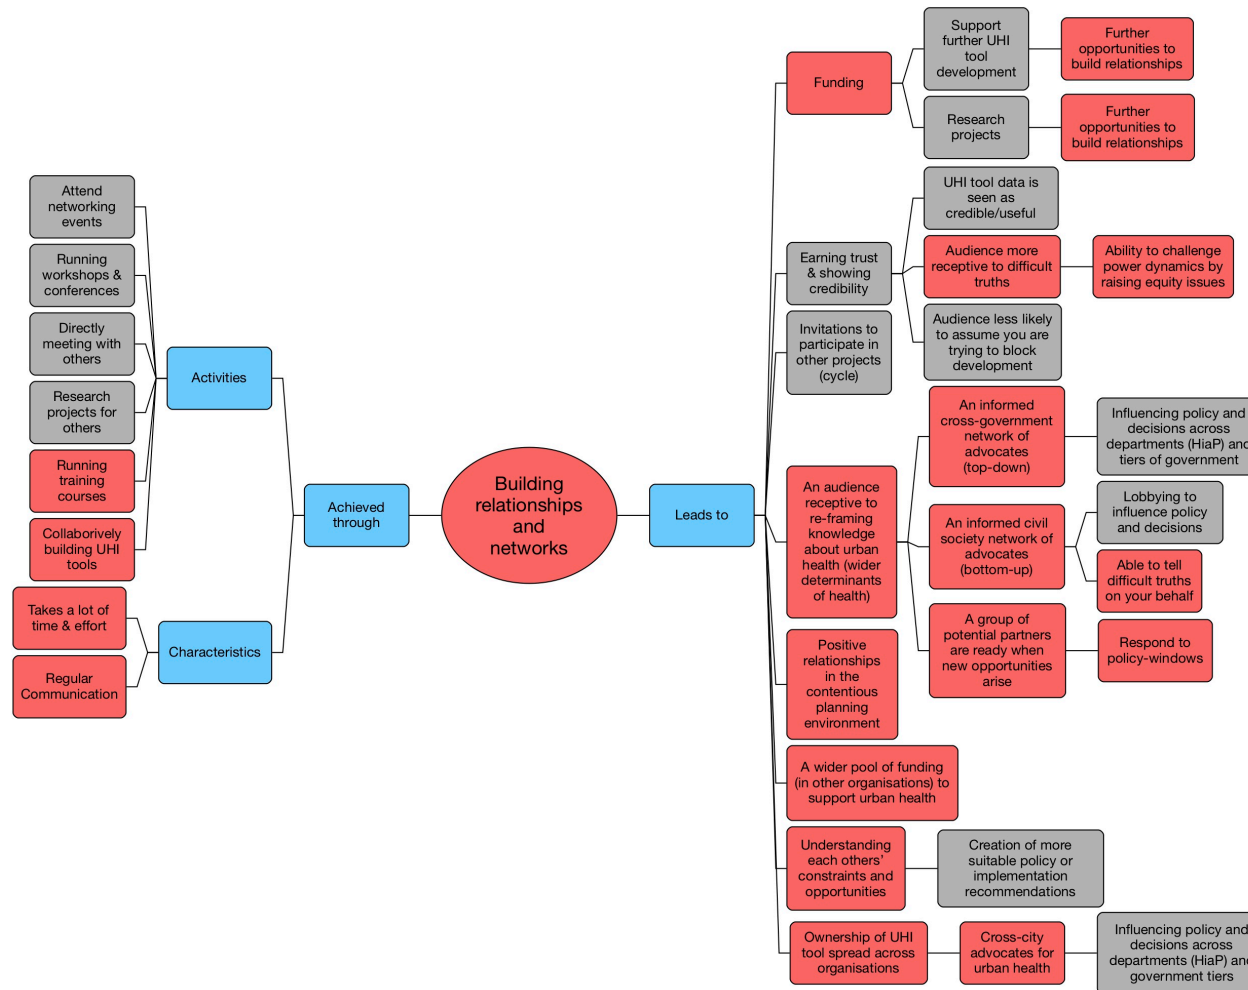 Attend
networking
events
Running
workshops &
conferences
Directly
meeting with
others
Research
projects for
others
Running
training
courses
Collaborively
building UHI
tools
Takes a lot of
time & effort
Regular
Communication
Activities
Characteristics
Achieved
through
Building
relationships
and
networks
Leads to
Funding
Support
further UHI
tool
development
Further
opportunities to
build relationships
Research
projects
Further
opportunities to
build relationships
Earning trust
& showing
credibility
UHI tool data is
seen as
credible/useful
Audience more
receptive to difficult
truths
Ability to challenge
power dynamics by
raising equity issues
Audience less likely
to assume you are
trying to block
development
Invitations to
participate in
other projects
(cycle)
An audience
receptive to
re-framing
knowledge
about urban
health (wider
determinants
of health)
An informed
cross-government
network of
advocates
(top-down)
Influencing policy and
decisions across
departments (HiaP) and
tiers of government
An informed civil
society network of
advocates
(bottom-up)
Lobbying to
influence policy
and decisions
Able to tell
difficult truths
on your behalf
A group of
potential partners
are ready when
new opportunities
arise
Respond to
policy-windows
Positive
relationships
in the
contentious
planning
environment
A wider pool of funding
(in other organisations) to
support urban health
Understanding
each others’
constraints and
opportunities
Creation of more
suitable policy or
implementation
recommendations
Ownership of UHI
tool spread across
organisations
Cross-city
advocates for
urban health
Influencing policy and
decisions across
departments (HiaP) and
government tiers